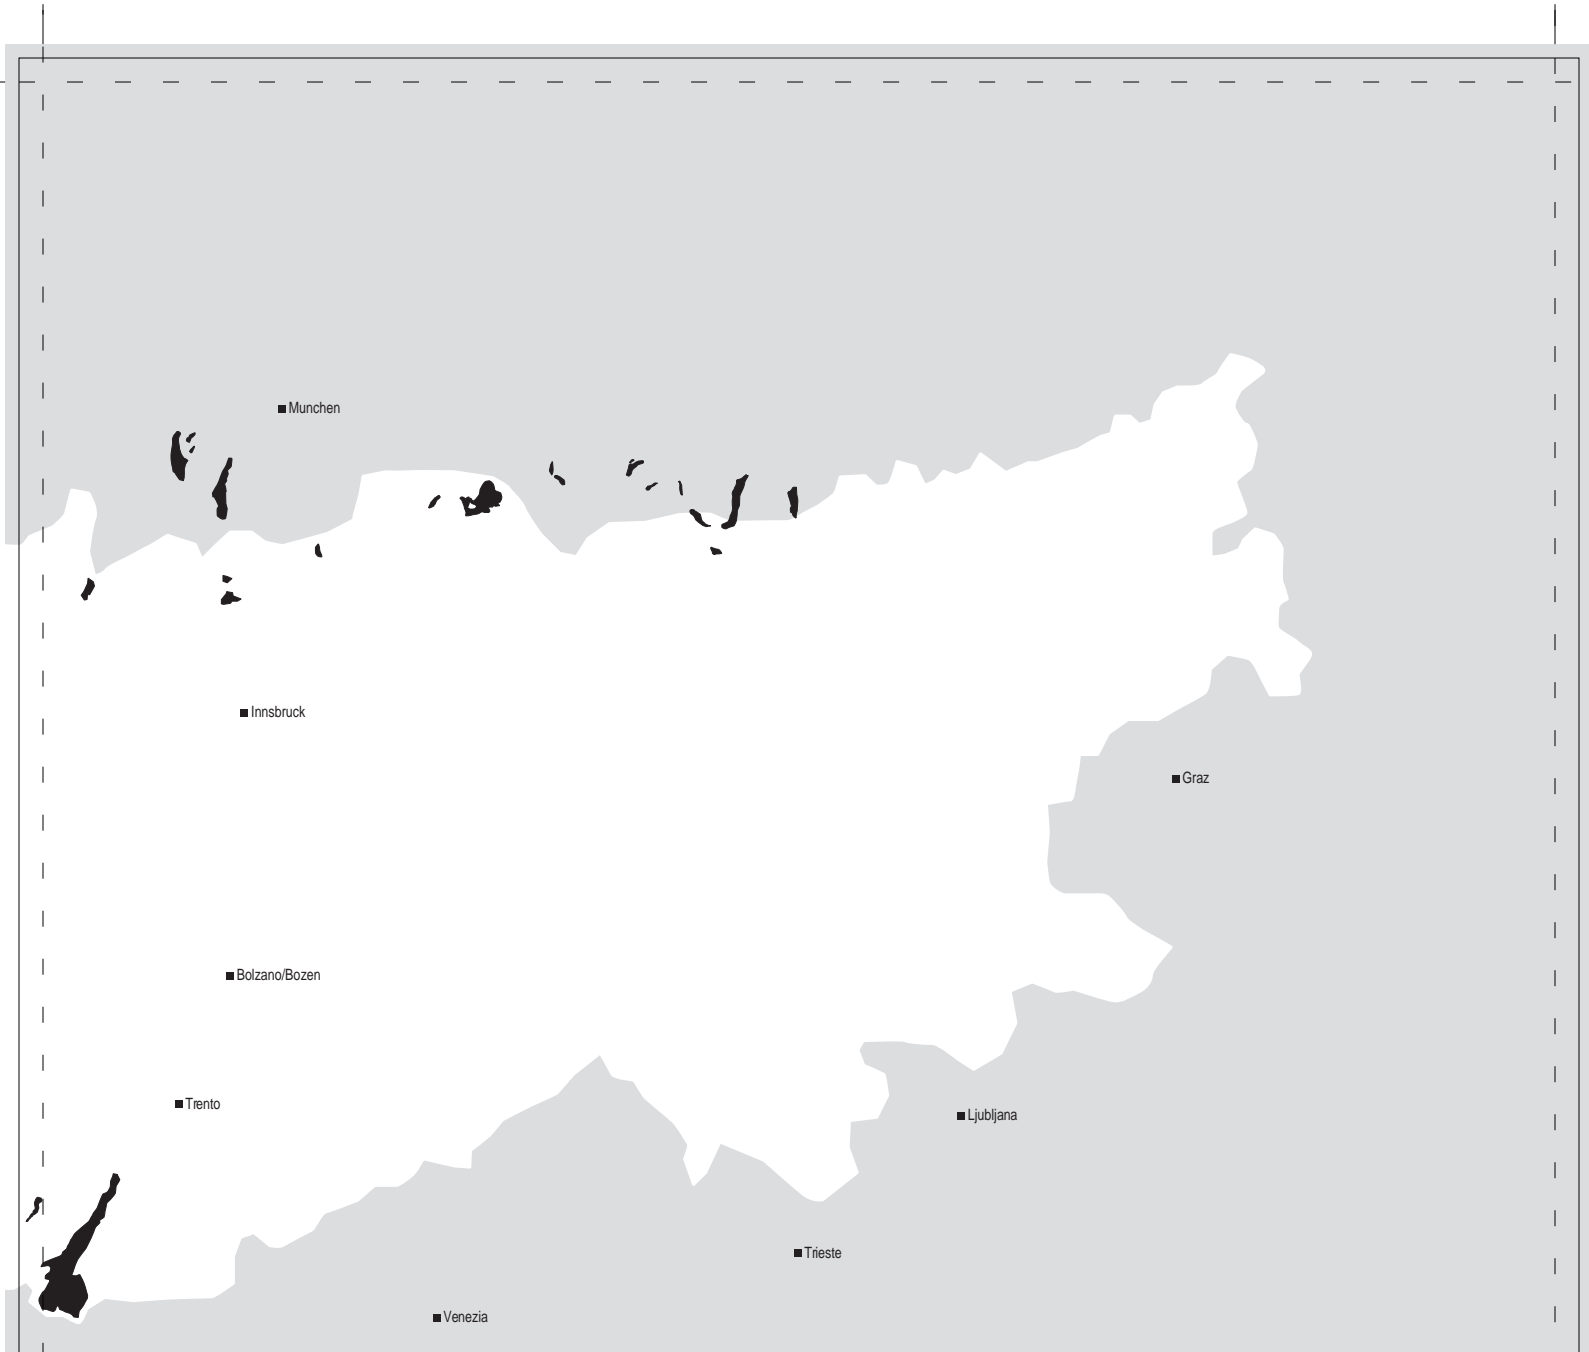 Munchen
Innsbruck
Graz
Bolzano/Bozen
Trento
Ljubljana
Trieste
Venezia